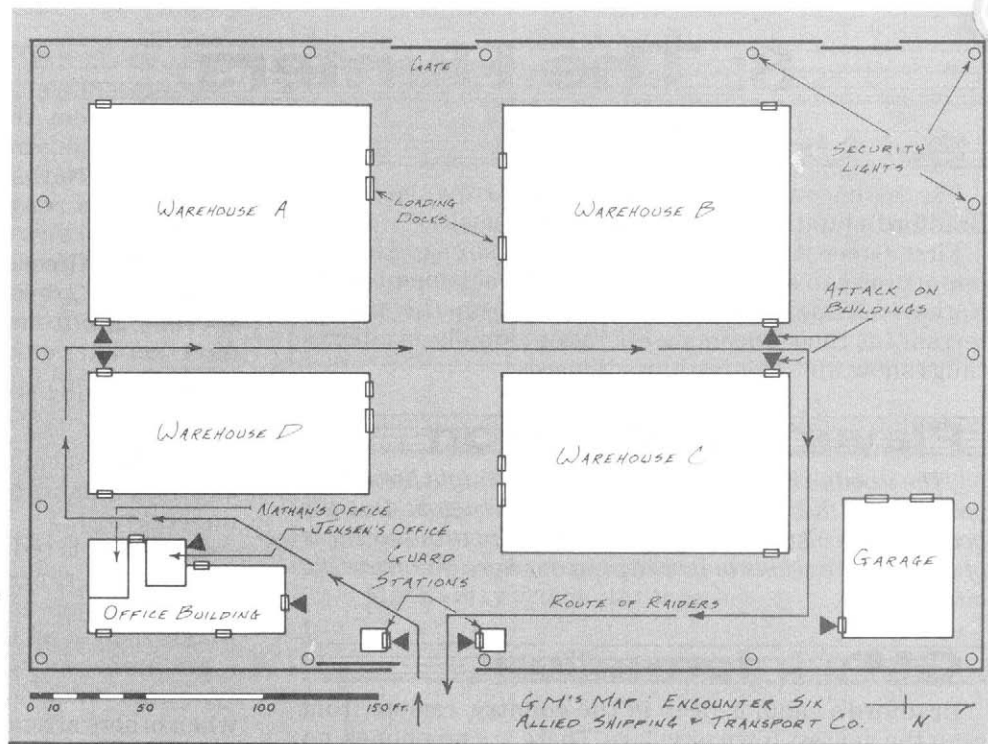 GATE
SECURITY
LIGHTS
WAREHOUSE A
LOADING
DOCKS
WAREHOUSE B
ATTACK ON
BUILDINGS
WAREHOUSE D
WAREHOUSE C
NATHAN'S OFFICE
JENSEN'S OFFICE
GUARD
STATIONS
GARAGE
OFFICE BUILDING
ROUTE OF RAIDERS
0 10 50 100 150 FT.
GM'S MAP: ENCOUNTER SIX
ALLIED SHIPPING & TRANSPORT CO.
N